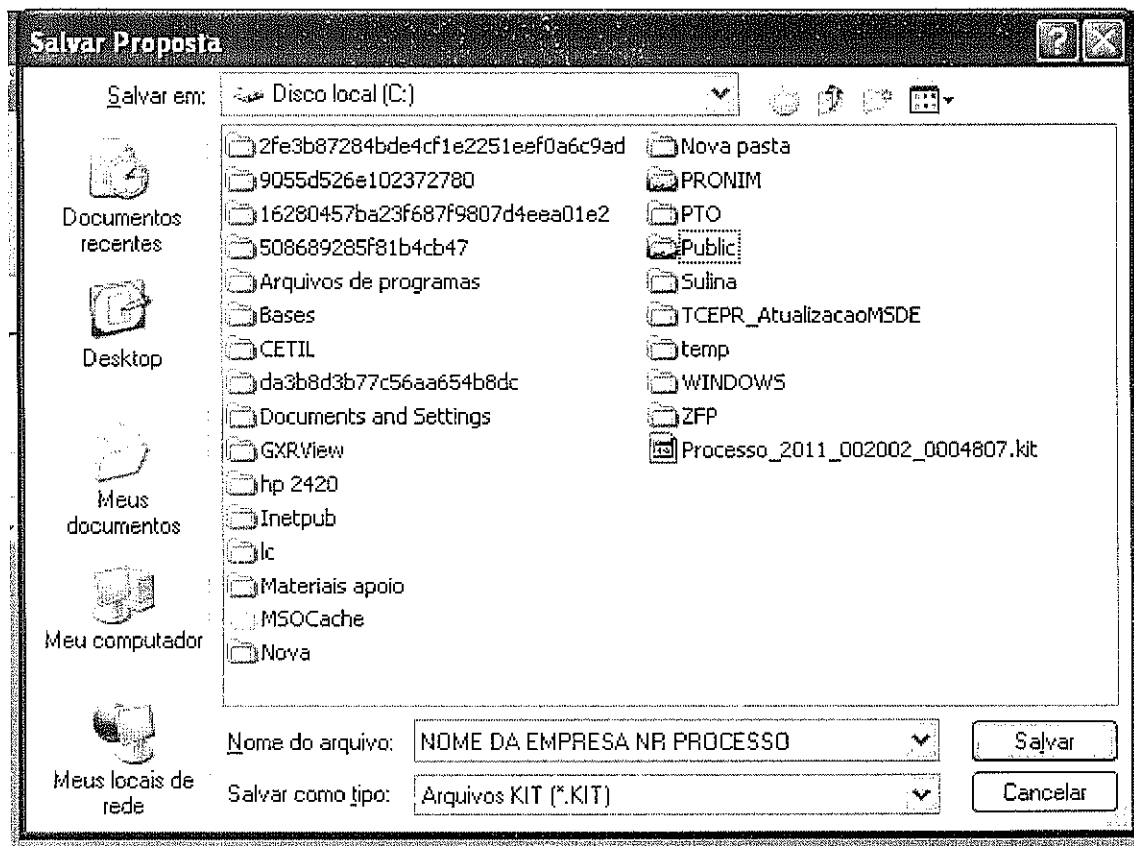 Salvar Proposta
Salvar em:
Disco local (C:)
Documentos
recentes
Desktop
Meus
documentos
Meu computador
Meus locais de
rede
2fe3b87284bde4cf1e2251eef0a6c9ad
9055d526e102372780
16280457ba23f687f9807d4eea01e2
508689285f81b4cb47
Arquivos de programas
Bases
CETIL
da3b8d3b77c56aa654b8dc
Documents and Settings
GXRView
hp 2420
Inetpub
lc
Materiais apoio
MSOCache
Nova
Nova pasta
PRONIM
PTO
Public
Sulina
TCEPR_AtualizacaoMSDE
temp
WINDOWS
ZFP
Processo_2011_002002_0004807.kit
Nome do arquivo:
NOME DA EMPRESA NR PROCESSO
Salvar
Salvar como tipo:
Arquivos KIT (*.KIT)
Cancelar